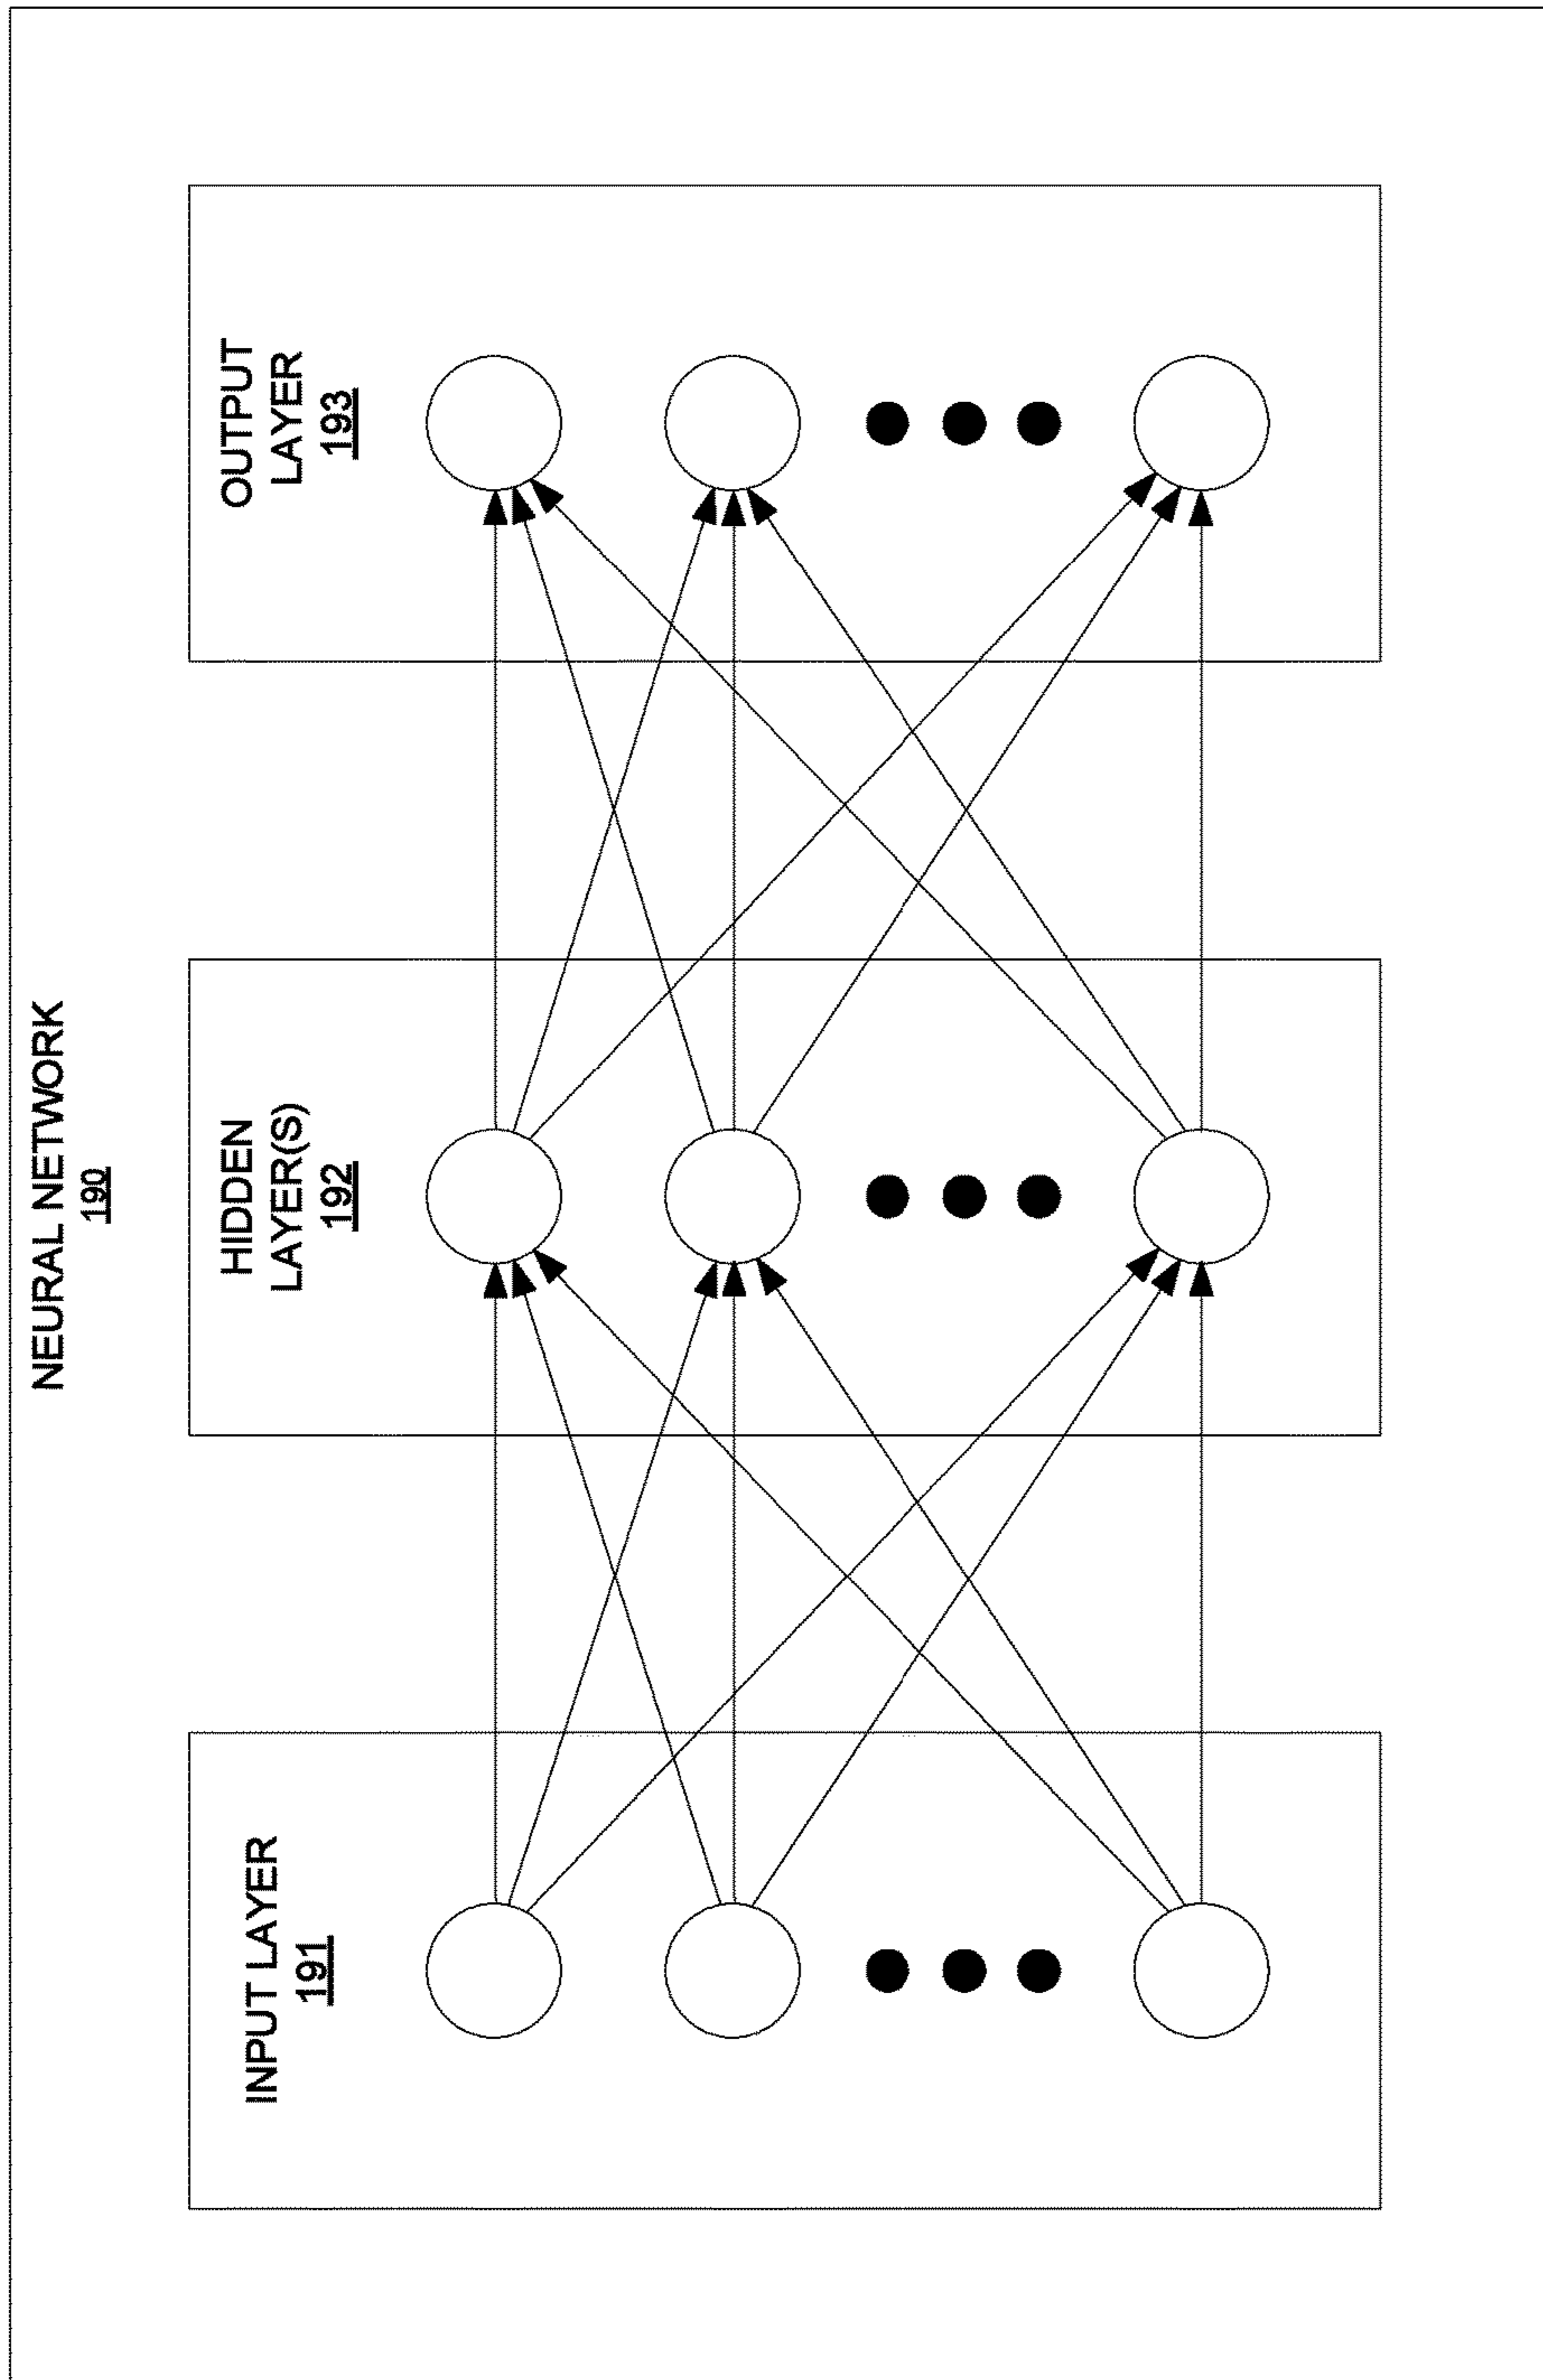 NEURAL NETWORK
190
INPUT LAYER
191
HIDDEN
LAYER(S)
192
OUTPUT
LAYER
193